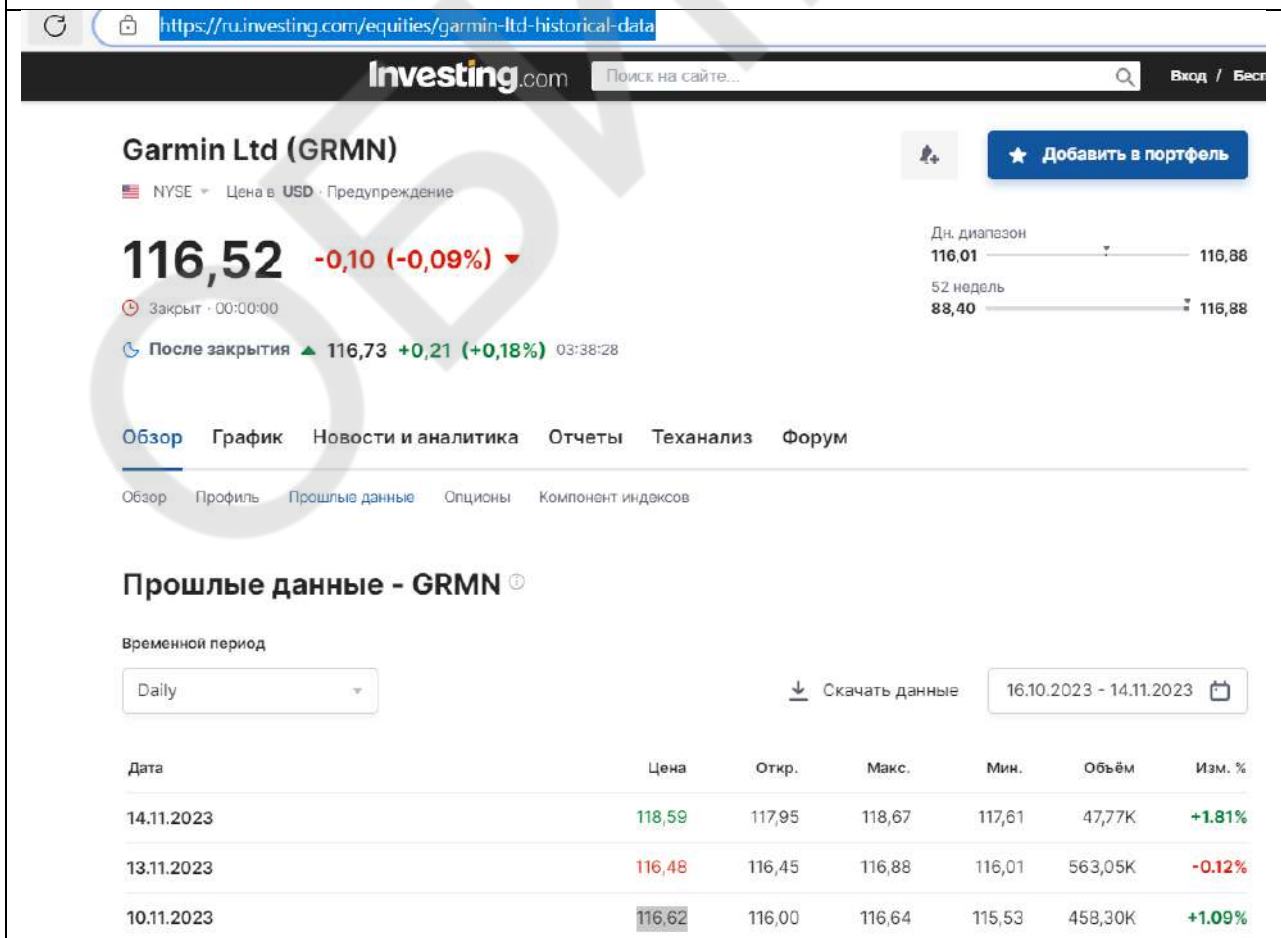 https://ru.investing.com/equities/garmin-ltd-historical-data
Investing.com Поиск на сайте... Вход / Бесп
Garmin Ltd (GRMN)
Добавить в портфель
NYSE Цена в USD · Предупреждение
116,52 -0,10 (-0,09%)
Дн. диапазон
116,01 116,88
52 недель
88,40 116,88
Закрыт · 00:00:00
После закрытия 116,73 +0,21 (+0,18%) 03:38:28
Обзор График Новости и аналитика Отчеты Теханализ Форум
Обзор Профиль Прошлые данные Опционы Компонент индексов
Прошлые данные - GRMN
Временной период
Daily Скачать данные 16.10.2023 - 14.11.2023
Дата Цена Откр. Макс. Мин. Объём Изм. %
14.11.2023 118,59 117,95 118,67 117,61 47,77K +1.81%
13.11.2023 116,48 116,45 116,88 116,01 563,05K -0.12%
10.11.2023 116,62 116,00 116,64 115,53 458,30K +1.09%